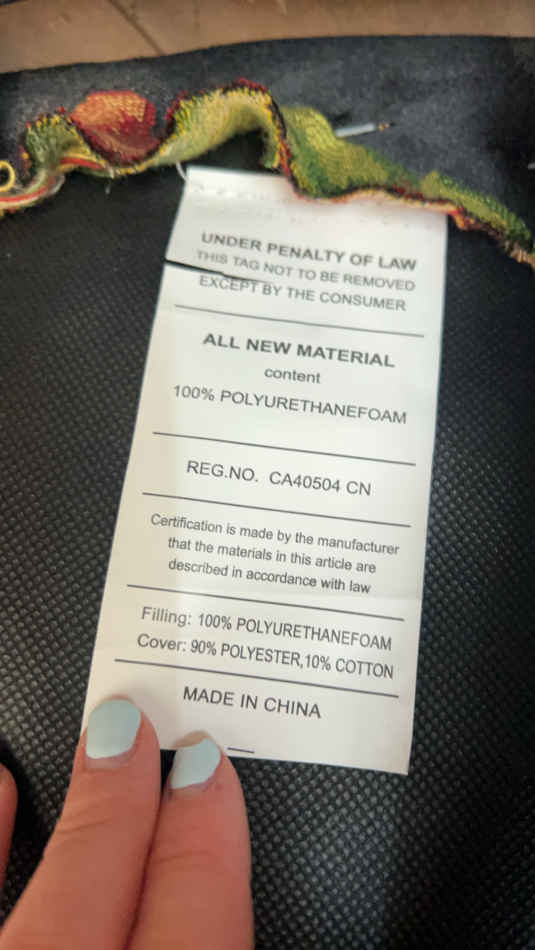 UNDER PENALTY OF LAW
THIS TAG NOT TO BE REMOVED
EXCEPT BY THE CONSUMER
ALL NEW MATERIAL
content
100% POLYURETHANEFOAM
REG.NO. CA40504 CN
Certification is made by the manufacturer
that the materials in this article are
described in accordance with law
Filling: 100% POLYURETHANEFOAM
Cover: 90% POLYESTER,10% COTTON
MADE IN CHINA